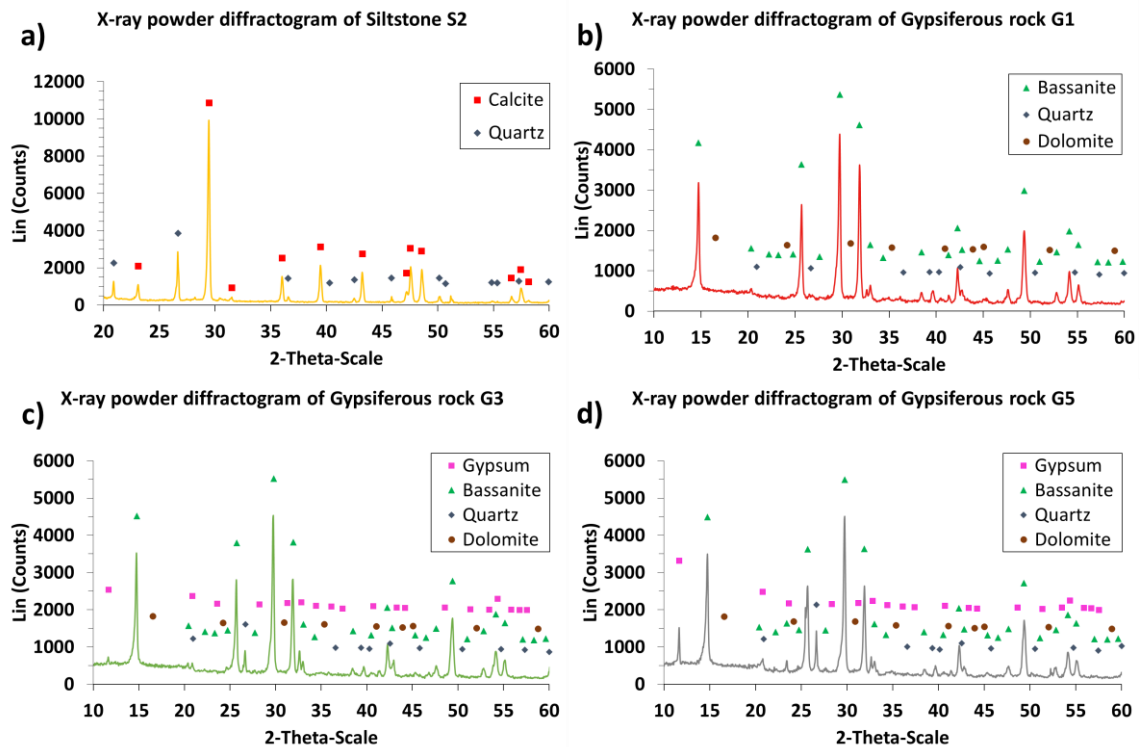 X-ray powder diffractogram of Siltstone S2
a)
12000
10000
8000
6000
4000
2000
0
Lin (Counts)
Calcite
Quartz
20 25 30 35 40 45 50 55 60
2-Theta-Scale
X-ray powder diffractogram of Gypsiferous rock G1
b)
6000
5000
4000
3000
2000
1000
0
Lin (Counts)
Bassanite
Quartz
Dolomite
10 15 20 25 30 35 40 45 50 55 60
2-Theta-Scale
X-ray powder diffractogram of Gypsiferous rock G3
c)
6000
5000
4000
3000
2000
1000
0
Lin (Counts)
Gypsum
Bassanite
Quartz
Dolomite
10 15 20 25 30 35 40 45 50 55 60
2-Theta-Scale
X-ray powder diffractogram of Gypsiferous rock G5
d)
6000
5000
4000
3000
2000
1000
0
Lin (Counts)
Gypsum
Bassanite
Quartz
Dolomite
10 15 20 25 30 35 40 45 50 55 60
2-Theta-Scale